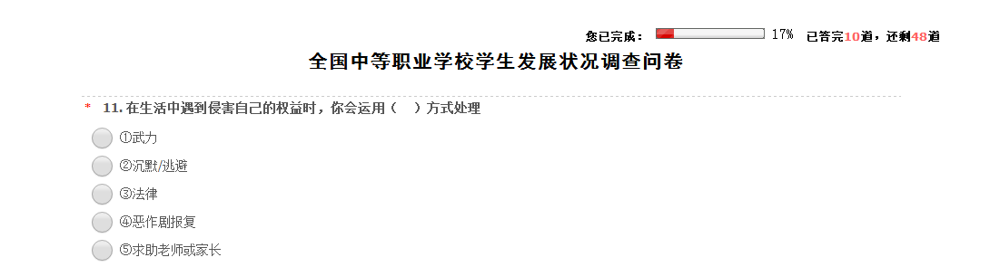 您已完成： 17% 已答完10道，还剩48道
全国中等职业学校学生发展状况调查问卷
* 11. 在生活中遇到侵害自己的权益时，你会运用（ ）方式处理
①武力
②沉默/逃避
③法律
④恶作剧报复
⑤求助老师或家长